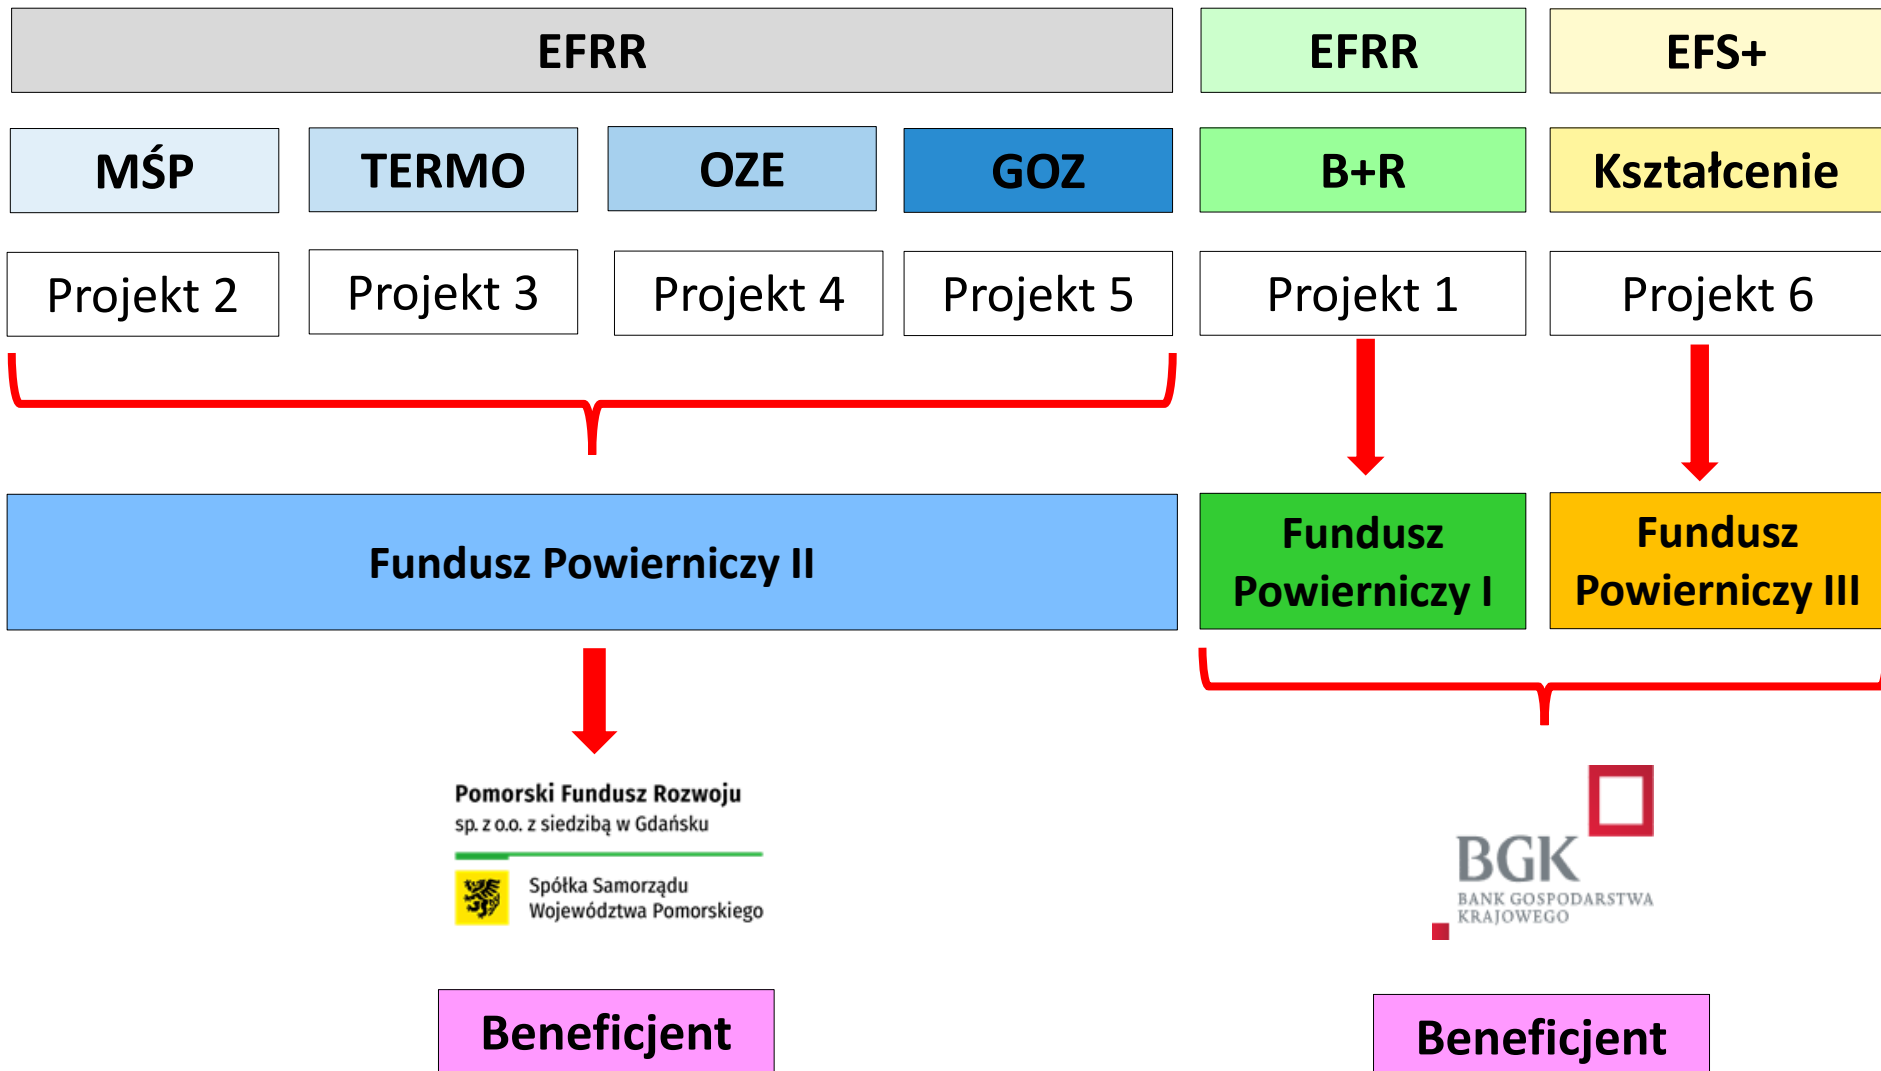 EFRR
EFRR
EFS+
MŚP
TERMO
OZE
GOZ
B+R
Kształcenie
Projekt 2
Projekt 3
Projekt 4
Projekt 5
Projekt 1
Projekt 6
Fundusz Powierniczy II
Fundusz
Powierniczy I
Fundusz
Powierniczy III
Pomorski Fundusz Rozwoju
sp. z o.o. z siedzibą w Gdańsku
Spółka Samorządu
Województwa Pomorskiego
BGK
BANK GOSPODARSTWA
KRAJOWEGO
Beneficjent
Beneficjent